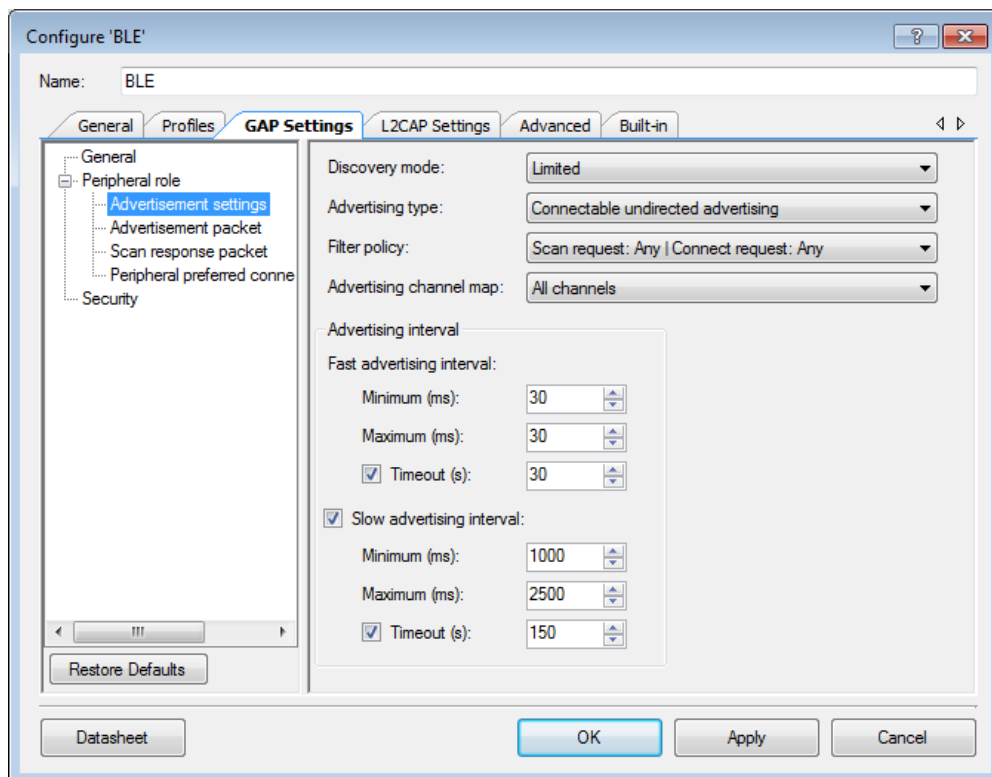 Configure 'BLE'
Name: BLE
General Profiles GAP Settings L2CAP Settings Advanced Built-in
General
Peripheral role
Advertisement settings
Advertisement packet
Scan response packet
Peripheral preferred conne
Security
Restore Defaults
Discovery mode: Limited
Advertising type: Connectable undirected advertising
Filter policy: Scan request: Any | Connect request: Any
Advertising channel map: All channels
Advertising interval
Fast advertising interval:
Minimum (ms): 30
Maximum (ms): 30
Timeout (s): 30
Slow advertising interval:
Minimum (ms): 1000
Maximum (ms): 2500
Timeout (s): 150
Datasheet OK Apply Cancel